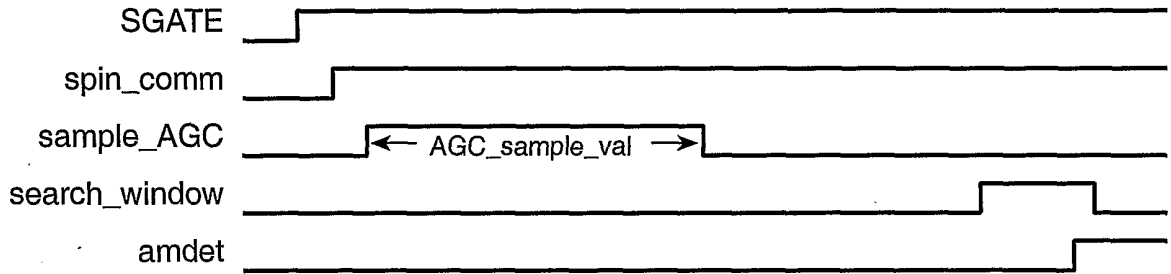 SGATE
spin_comm
sample_AGC
AGC_sample_val
search_window
amdet